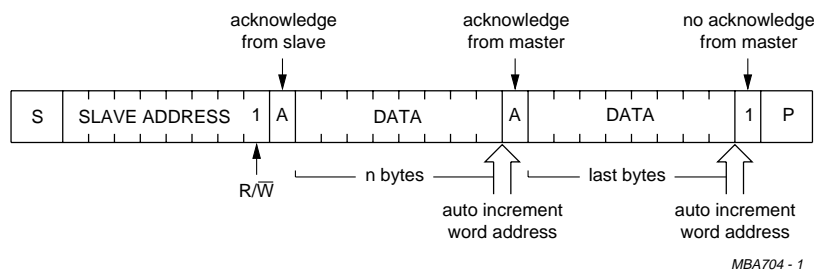 acknowledge
from slave
acknowledge
from master
no acknowledge
from master
S SLAVE ADDRESS 1 A DATA A DATA 1 P
R/W̅
n bytes
last bytes
auto increment
word address
auto increment
word address
MBA704 - 1